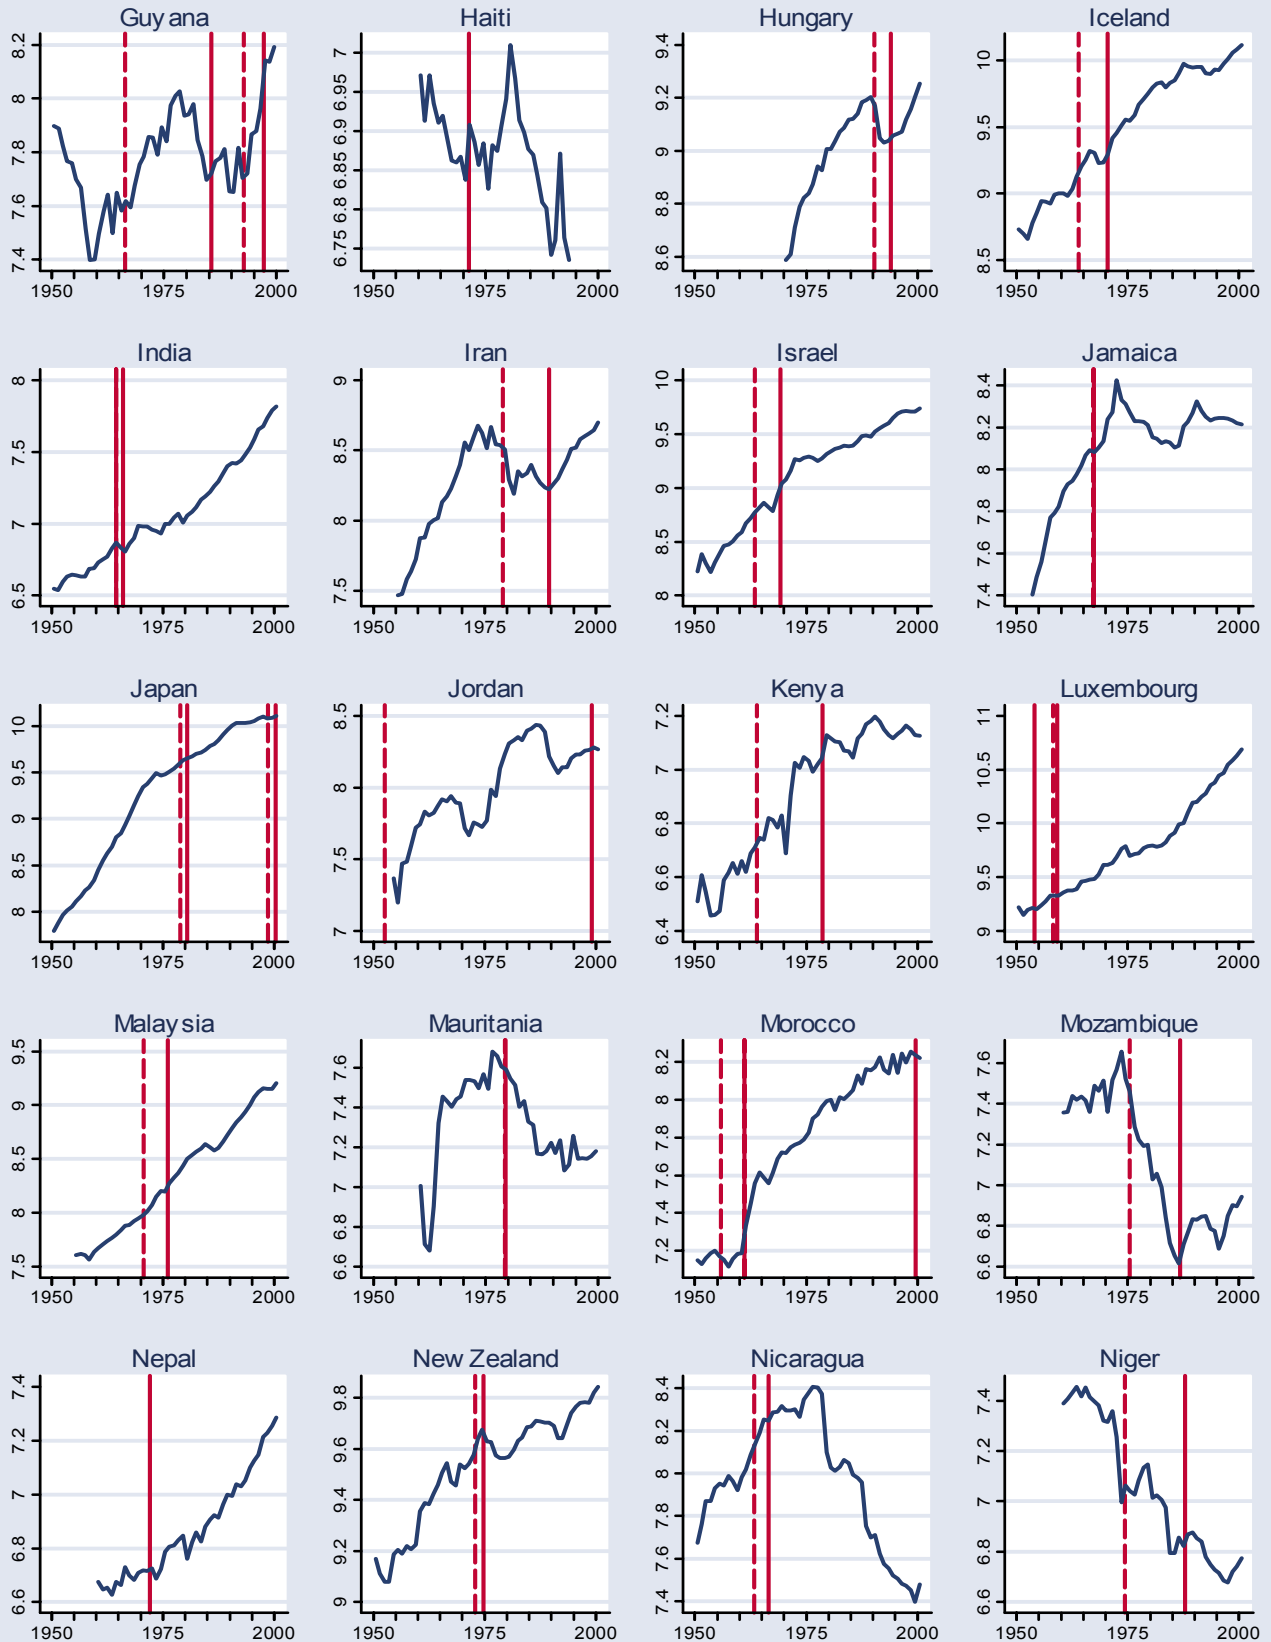 Guyana Haiti Hungary Iceland
8.2 8 7.8 7.6 7.4 7 6.95 6.9 6.85 6.8 6.75 9.4 9.2 9 8.8 8.6 10 9.5 9 8.5
1950 1975 2000 1950 1975 2000 1950 1975 2000 1950 1975 2000
India Iran Israel Jamaica
8 7.5 7 6.5 9 8.5 8 7.5 10 9.5 9 8.5 8 8.4 8.2 8 7.8 7.6 7.4
1950 1975 2000 1950 1975 2000 1950 1975 2000 1950 1975 2000
Japan Jordan Kenya Luxembourg
10 9.5 9 8.5 8 8.5 8 7.5 7 7.2 7 6.8 6.6 6.4 11 10.5 10 9.5 9
1950 1975 2000 1950 1975 2000 1950 1975 2000 1950 1975 2000
Malaysia Mauritania Morocco Mozambique
9.5 9 8.5 8 7.5 7.6 7.4 7.2 7 6.8 6.6 8.2 8 7.8 7.6 7.4 7.2 7.6 7.4 7.2 7 6.8 6.6
1950 1975 2000 1950 1975 2000 1950 1975 2000 1950 1975 2000
Nepal New Zealand Nicaragua Niger
7.4 7.2 7 6.8 6.6 9.8 9.6 9.4 9.2 9 8.4 8.2 8 7.8 7.6 7.4 7.4 7.2 7 6.8 6.6
1950 1975 2000 1950 1975 2000 1950 1975 2000 1950 1975 2000